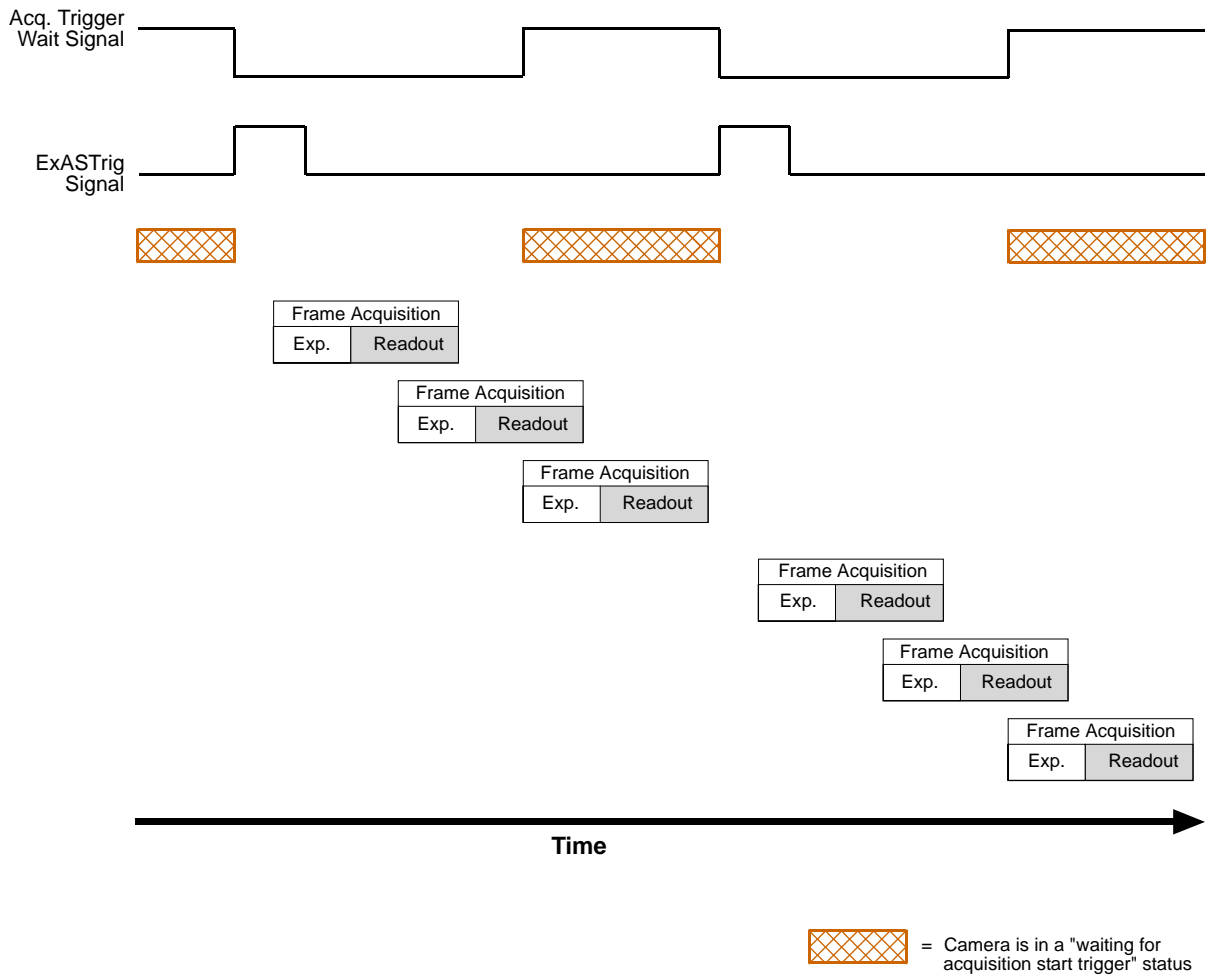 Acq. Trigger
Wait Signal
ExASTrig
Signal
Frame Acquisition
Exp. Readout
Frame Acquisition
Exp. Readout
Frame Acquisition
Exp. Readout
Frame Acquisition
Exp. Readout
Frame Acquisition
Exp. Readout
Frame Acquisition
Exp. Readout
Time
= Camera is in a "waiting for
acquisition start trigger" status